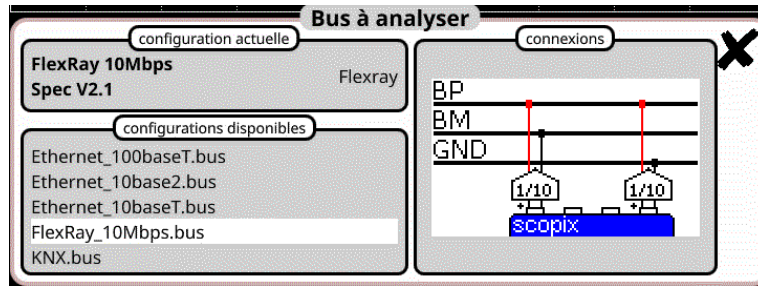 Bus à analyser
configuration actuelle
FlexRay 10Mbps
Spec V2.1
Flexray
configurations disponibles
Ethernet_100baseT.bus
Ethernet_10base2.bus
Ethernet_10baseT.bus
FlexRay_10Mbps.bus
KNX.bus
connexions
BP
BM
GND
1/10 1/10
scopix